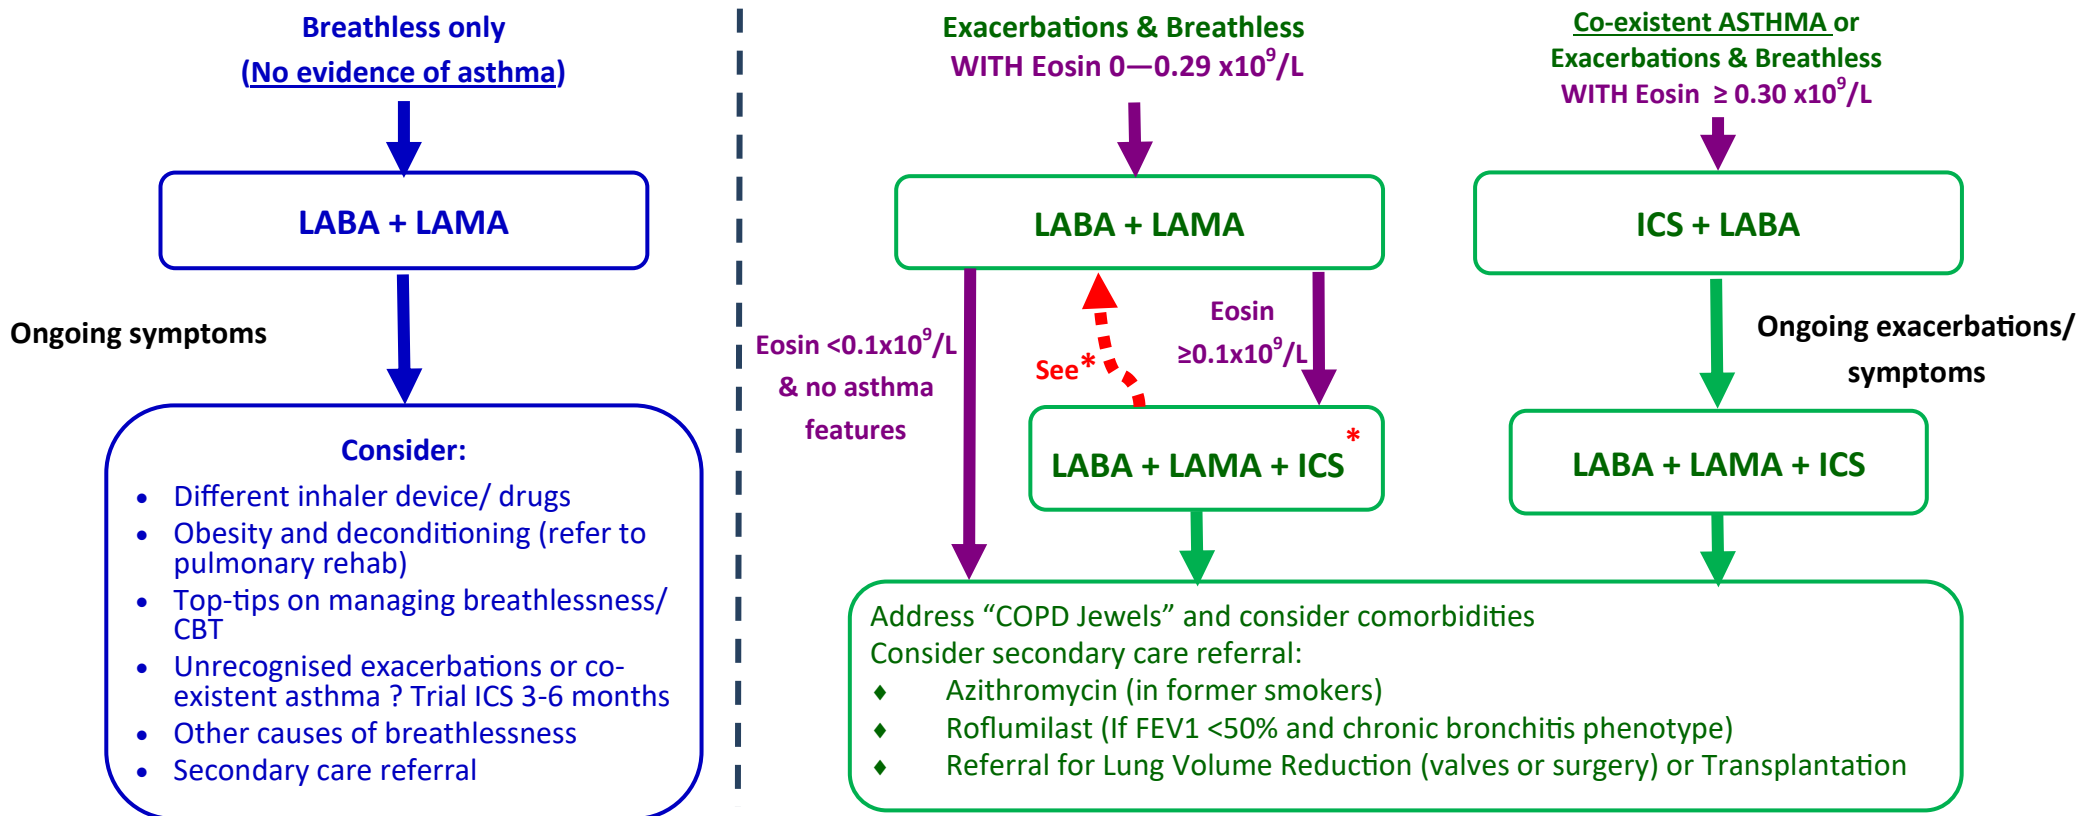 Breathless only
(No evidence of asthma)
LABA + LAMA
Ongoing symptoms
Consider:
• Different inhaler device/ drugs
• Obesity and deconditioning (refer to
pulmonary rehab)
• Top-tips on managing breathlessness/
CBT
• Unrecognised exacerbations or co-
existent asthma ? Trial ICS 3-6 months
• Other causes of breathlessness
• Secondary care referral
Exacerbations & Breathless
WITH Eosin 0—0.29 x10⁹/L
LABA + LAMA
Eosin <0.1x10⁹/L
& no asthma
features
See*
Eosin
≥0.1x10⁹/L
LABA + LAMA + ICS *
Co-existent ASTHMA or
Exacerbations & Breathless
WITH Eosin ≥ 0.30 x10⁹/L
ICS + LABA
Ongoing exacerbations/
symptoms
LABA + LAMA + ICS
Address “COPD Jewels” and consider comorbidities
Consider secondary care referral:
♦ Azithromycin (in former smokers)
♦ Roflumilast (If FEV1 <50% and chronic bronchitis phenotype)
♦ Referral for Lung Volume Reduction (valves or surgery) or Transplantation